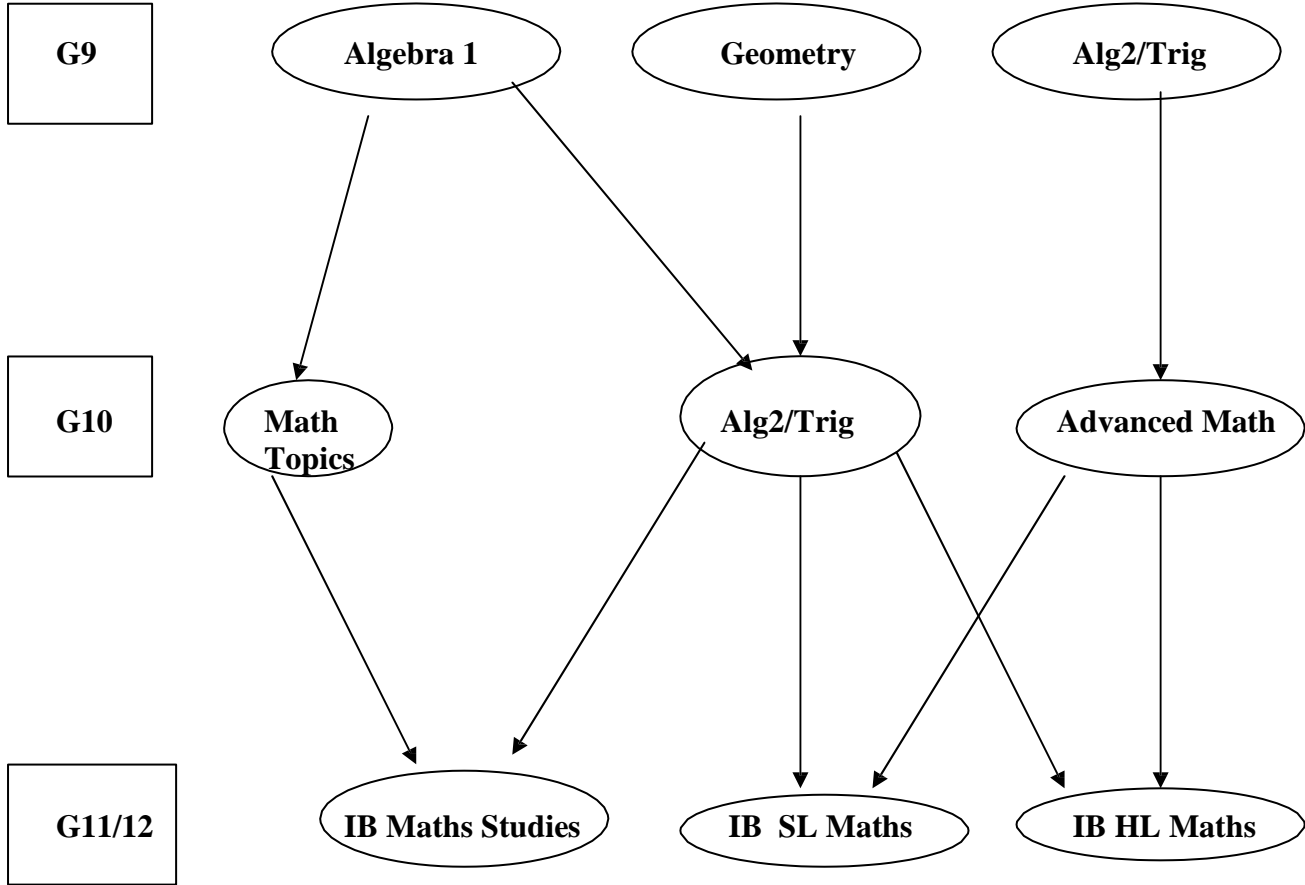 G9
Algebra 1
Geometry
Alg2/Trig
G10
Math
Topics
Alg2/Trig
Advanced Math
G11/12
IB Maths Studies
IB SL Maths
IB HL Maths